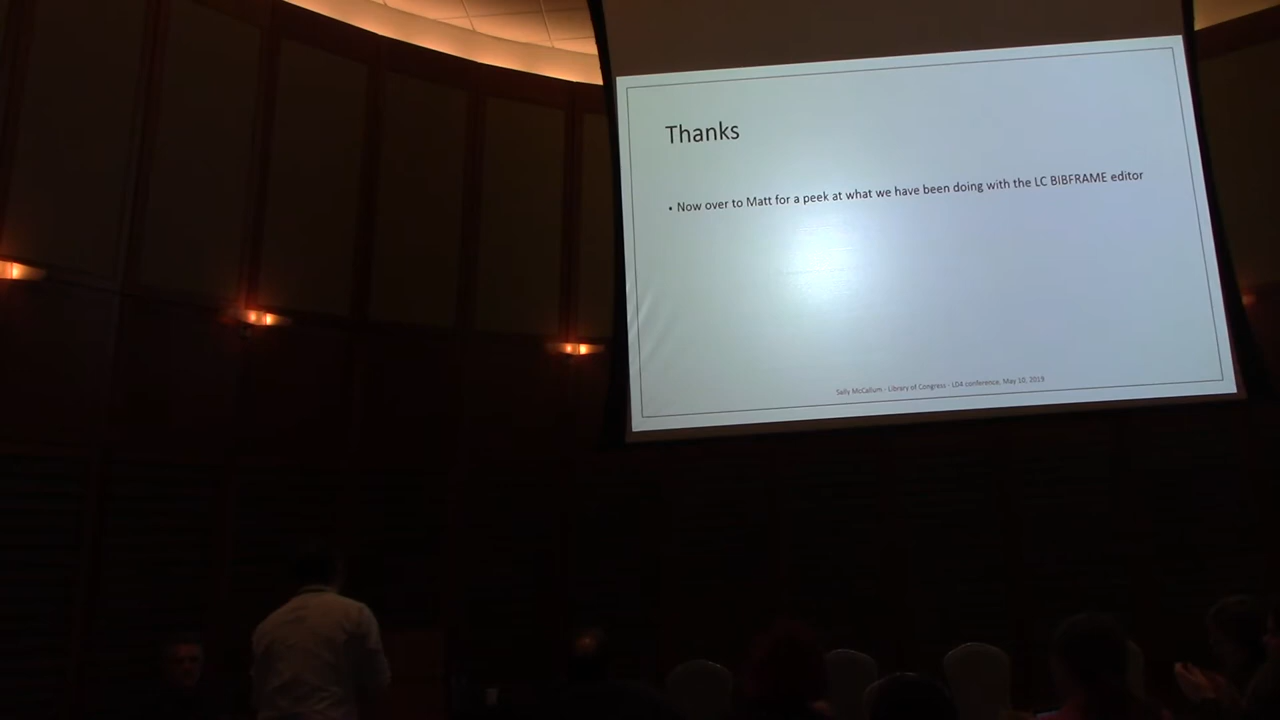 Thanks
• Now over to Matt for a peek at what we have been doing with the LC BIBFRAME editor
Sally McCallum - Library of Congress - LD4 conference, May 10, 2019